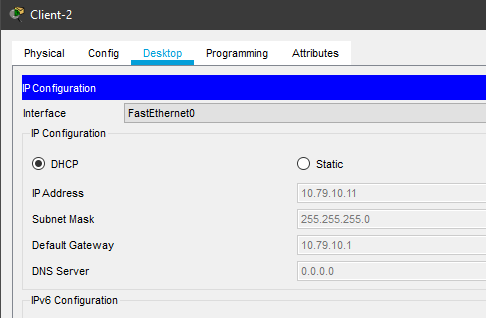 Client-2
Physical Config Desktop Programming Attributes
IP Configuration
Interface FastEthernet0
IP Configuration
DHCP Static
IP Address 10.79.10.11
Subnet Mask 255.255.255.0
Default Gateway 10.79.10.1
DNS Server 0.0.0.0
IPv6 Configuration